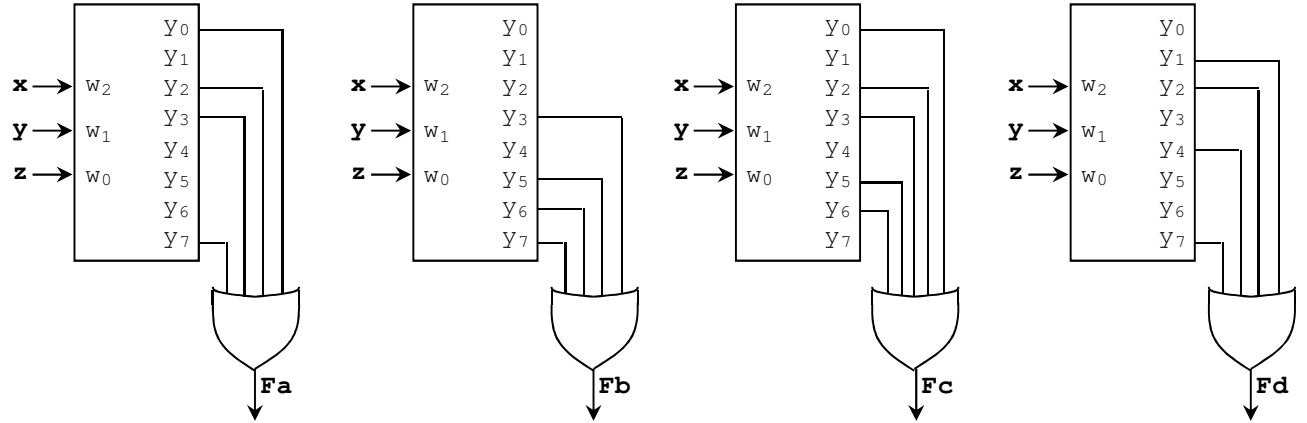 y0 y0 y0 y0
y1 y1 y1 y1
x w2 y2 x w2 y2 x w2 y2 x w2 y2
y3 y3 y3 y3
y w1 y w1 y w1 y w1
y4 y4 y4 y4
z w0 y5 z w0 y5 z w0 y5 z w0 y5
y6 y6 y6 y6
y7 y7 y7 y7
Fa Fb Fc Fd